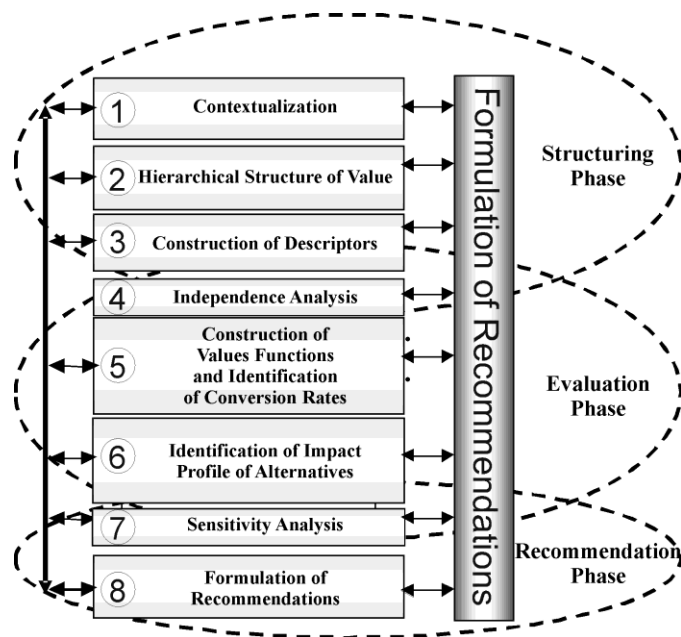 1 Contextualization
2 Hierarchical Structure of Value
3 Construction of Descriptors
4 Independence Analysis
5 Construction of
Values Functions
and Identification
of Conversion Rates
6 Identification of Impact
Profile of Alternatives
7 Sensitivity Analysis
8 Formulation of
Recommendations
Formulation of Recommendations
Structuring
Phase
Evaluation
Phase
Recommendation
Phase